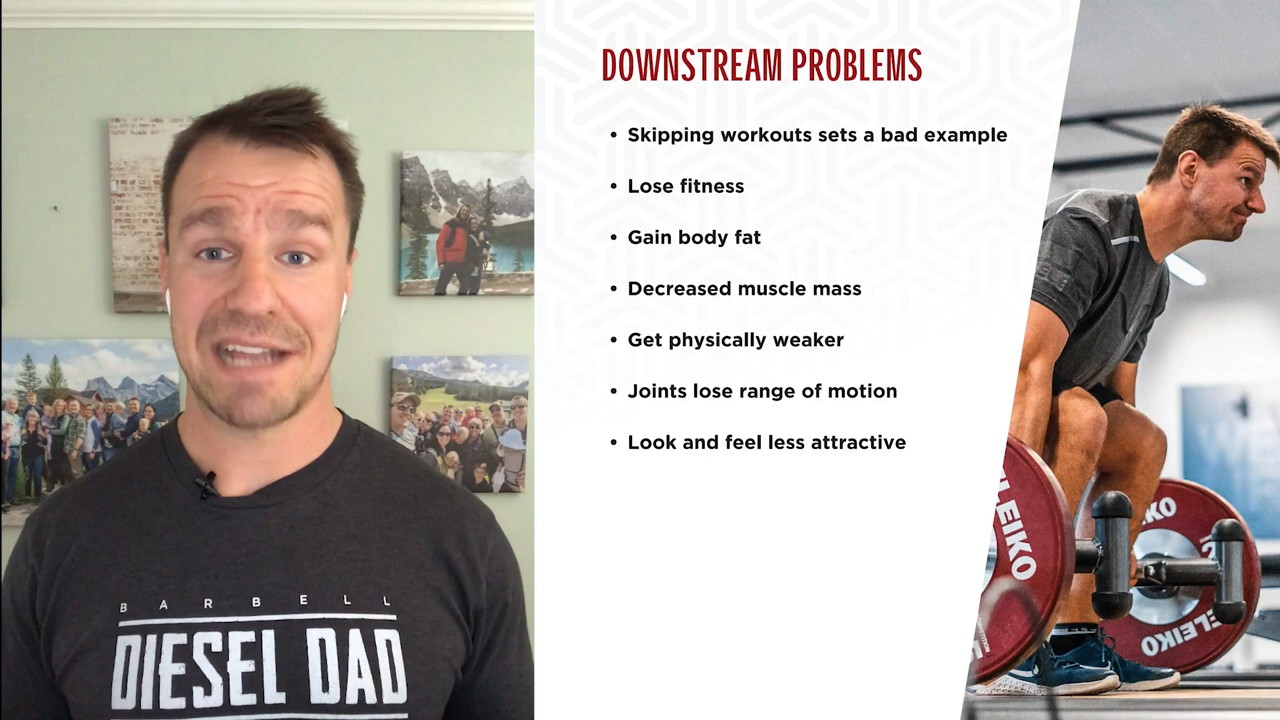 DOWNSTREAM PROBLEMS
• Skipping workouts sets a bad example
• Lose fitness
• Gain body fat
• Decreased muscle mass
• Get physically weaker
• Joints lose range of motion
• Look and feel less attractive
BARBELL
DIESEL DAD
ELEIKO
ELEIKO